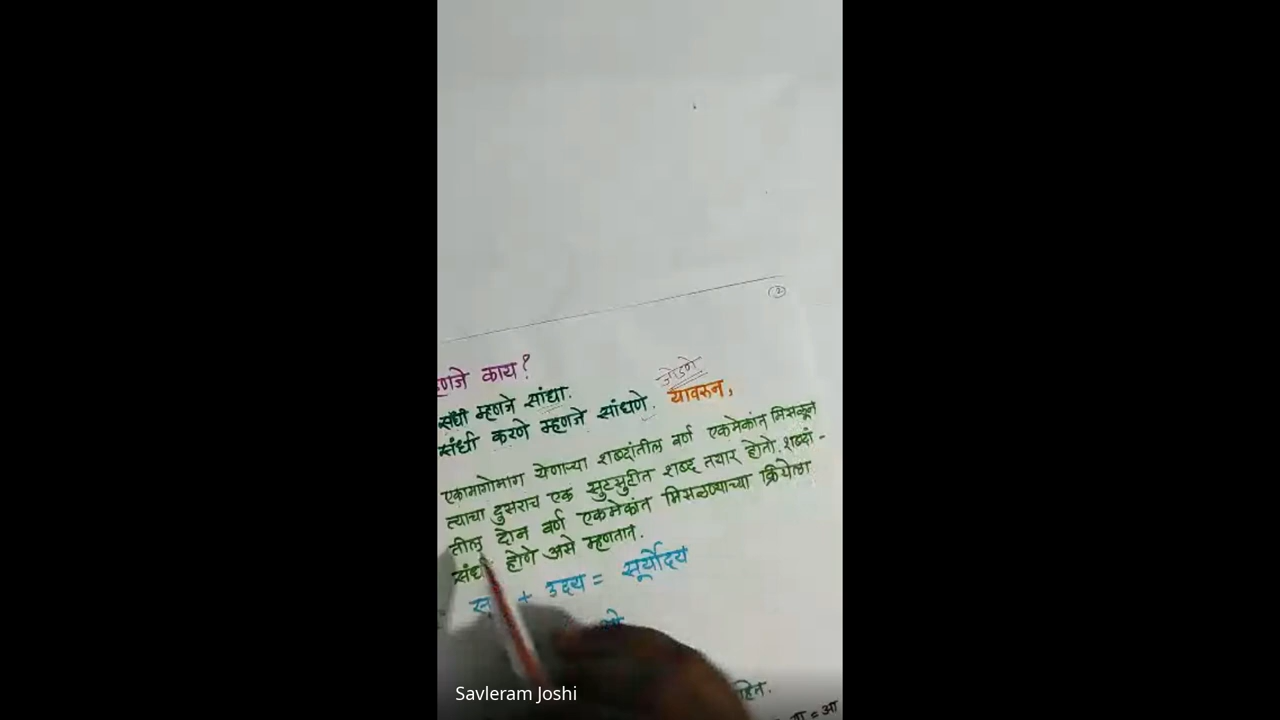 २
म्हणजे काय?
संधी म्हणजे सांधा.
जोडणे
संधी करणे म्हणजे सांधणे. यावरून,
एकामागोमाग येणाऱ्या शब्दांतील वर्ण एकमेकांत मिसळून
त्याचा दुसराच एक सुटसुटीत शब्द तयार होतो. शब्दां -
तील दोन वर्ण एकमेकांत मिसळण्याच्या क्रियेला
संधी होणे असे म्हणतात.
+ उदय = सूर्योदय
= आ
Savleram Joshi